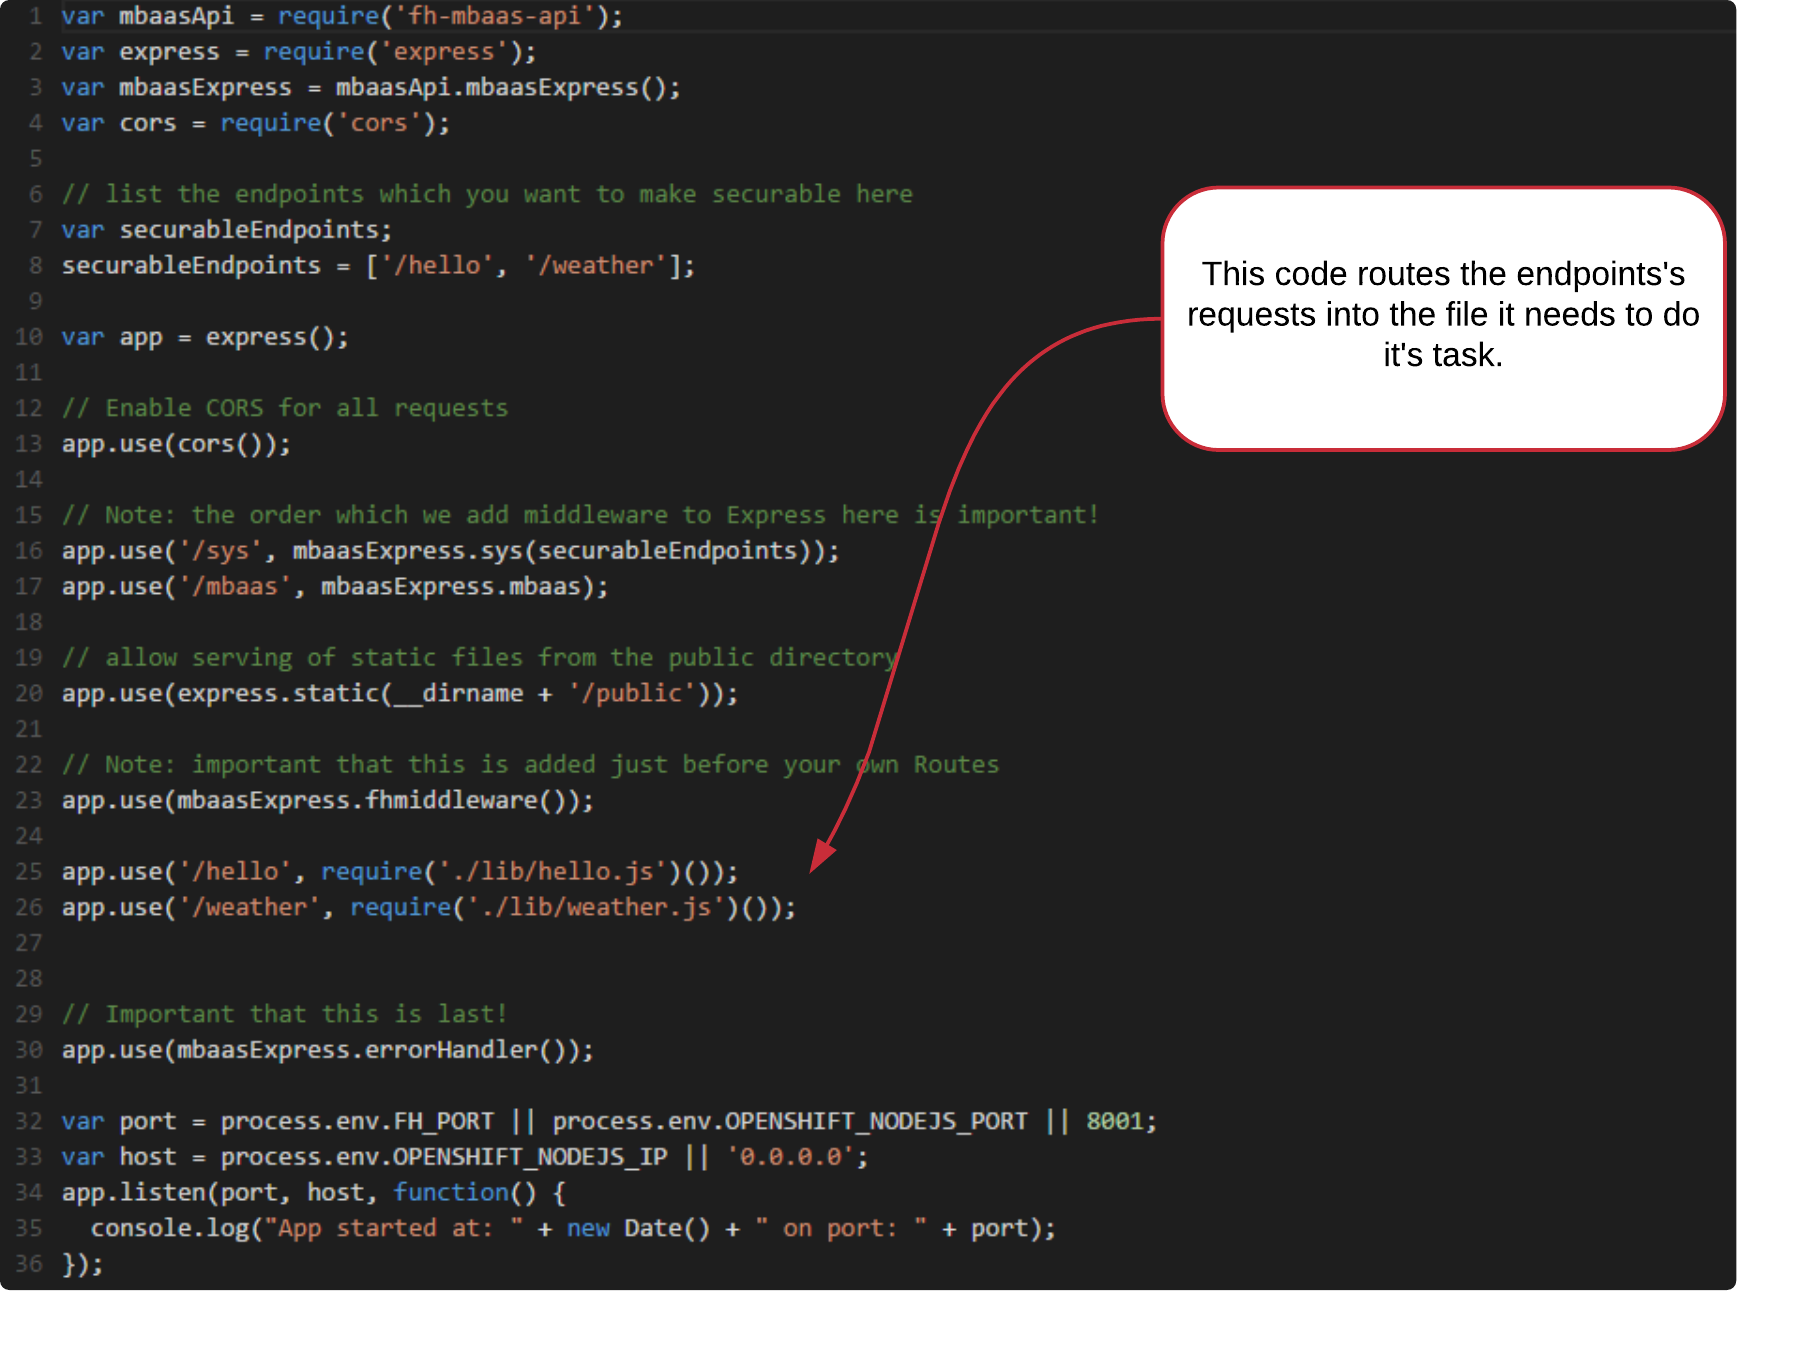 1 var mbaasApi = require('fh-mbaas-api');
2 var express = require('express');
3 var mbaasExpress = mbaasApi.mbaasExpress();
4 var cors = require('cors');
5
6 // list the endpoints which you want to make securable here
7 var securableEndpoints;
8 securableEndpoints = ['/hello', '/weather'];
9
10 var app = express();
11
12 // Enable CORS for all requests
13 app.use(cors());
14
15 // Note: the order which we add middleware to Express here is important!
16 app.use('/sys', mbaasExpress.sys(securableEndpoints));
17 app.use('/mbaas', mbaasExpress.mbaas);
18
19 // allow serving of static files from the public directory
20 app.use(express.static(__dirname + '/public'));
21
22 // Note: important that this is added just before your own Routes
23 app.use(mbaasExpress.fhmiddleware());
24
25 app.use('/hello', require('./lib/hello.js')());
26 app.use('/weather', require('./lib/weather.js')());
27
28
29 // Important that this is last!
30 app.use(mbaasExpress.errorHandler());
31
32 var port = process.env.FH_PORT || process.env.OPENSHIFT_NODEJS_PORT || 8001;
33 var host = process.env.OPENSHIFT_NODEJS_IP || '0.0.0.0';
34 app.listen(port, host, function() {
35   console.log("App started at: " + new Date() + " on port: " + port);
36 });
This code routes the endpoints's
requests into the file it needs to do
it's task.